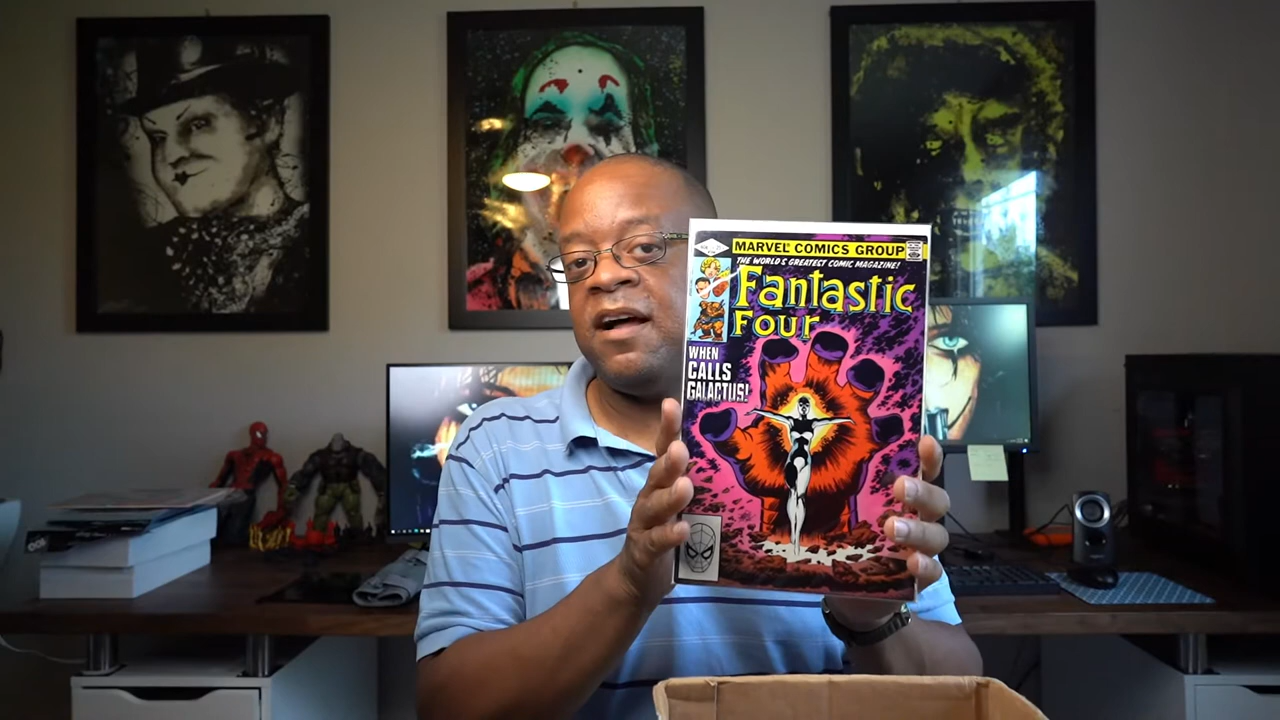 MARVEL COMICS GROUP
THE WORLD'S GREATEST COMIC MAGAZINE!
Fantastic
Four
WHEN
CALLS
GALACTUS!